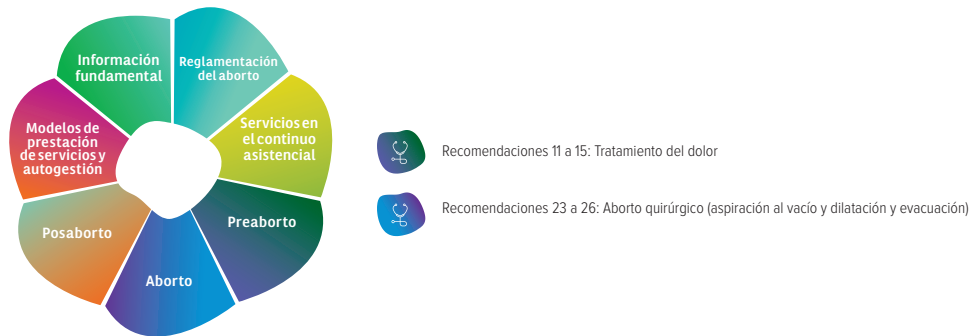 Información
fundamental
Reglamentación
del aborto
Servicios en
el continuo
asistencial
Preaborto
Aborto
Posaborto
Modelos de
prestación
de servicios y
autogestión
Recomendaciones 11 a 15: Tratamiento del dolor
Recomendaciones 23 a 26: Aborto quirúrgico (aspiración al vacío y dilatación y evacuación)